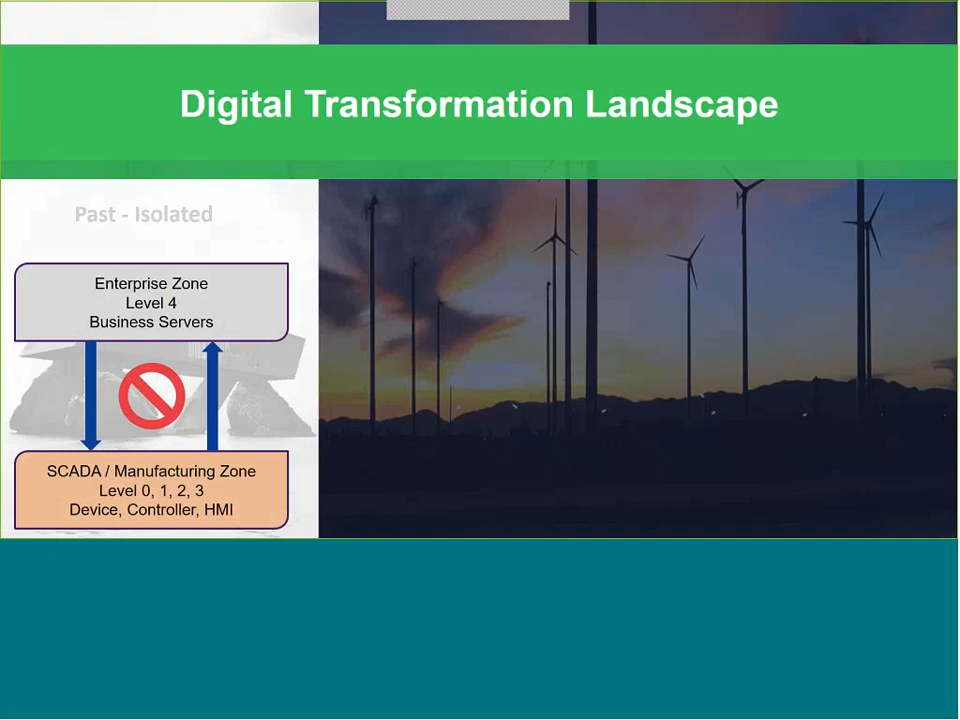 Digital Transformation Landscape
Past - Isolated
Enterprise Zone
Level 4
Business Servers
SCADA / Manufacturing Zone
Level 0, 1, 2, 3
Device, Controller, HMI